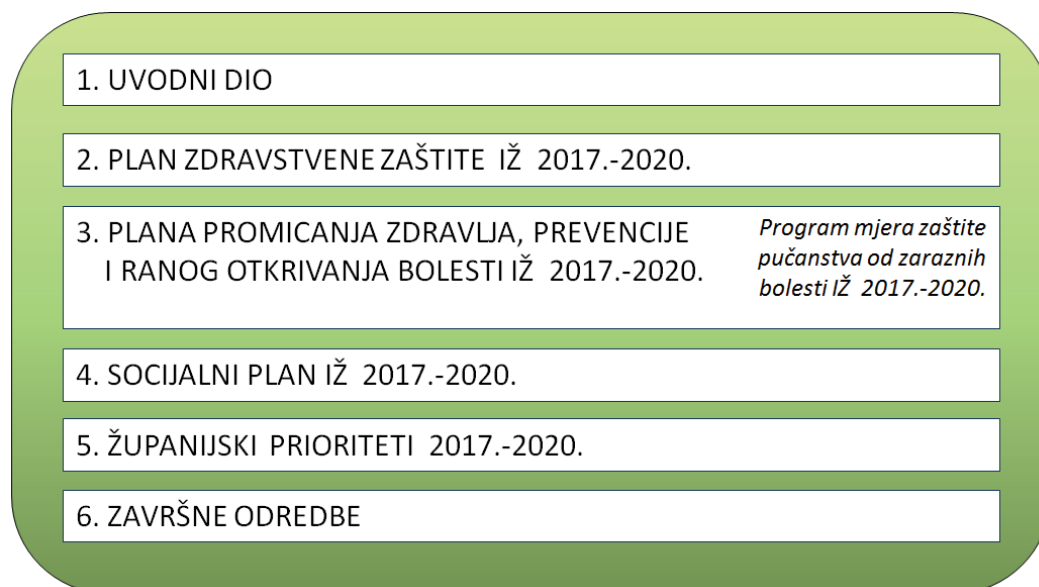 1. UVODNI DIO
2. PLAN ZDRAVSTVENE ZAŠTITE IŽ 2017.-2020.
3. PLANA PROMICANJA ZDRAVLJA, PREVENCIJE
I RANOG OTKRIVANJA BOLESTI IŽ 2017.-2020.
Program mjera zaštite
pučanstva od zaraznih
bolesti IŽ 2017.-2020.
4. SOCIJALNI PLAN IŽ 2017.-2020.
5. ŽUPANIJSKI PRIORITETI 2017.-2020.
6. ZAVRŠNE ODREDBE